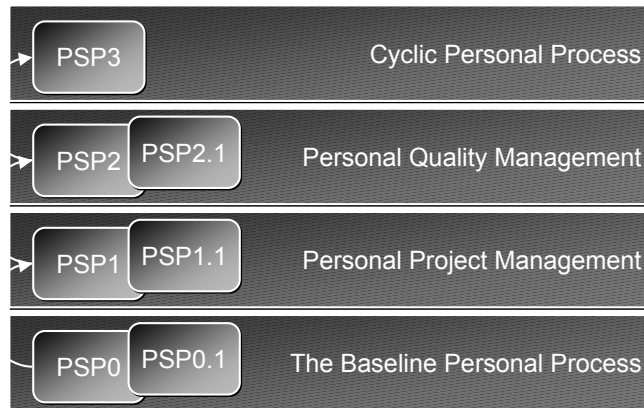 PSP3 Cyclic Personal Process
PSP2 PSP2.1 Personal Quality Management
PSP1 PSP1.1 Personal Project Management
PSP0 PSP0.1 The Baseline Personal Process